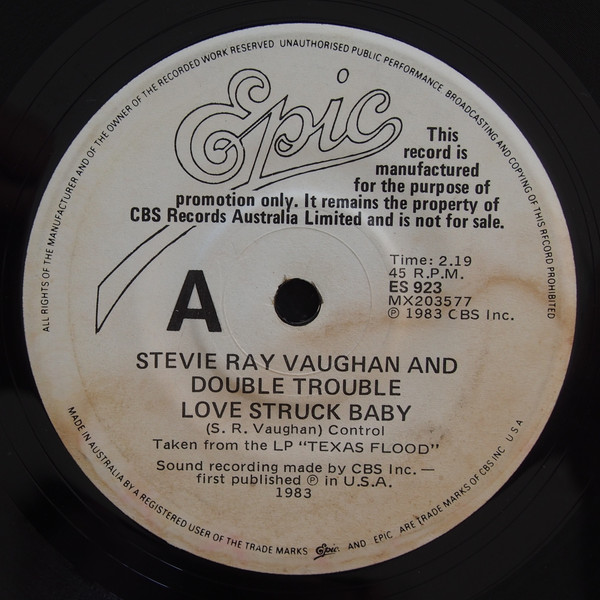 ALL RIGHTS OF THE MANUFACTURER AND OF THE OWNER OF THE RECORDED WORK RESERVED UNAUTHORISED PUBLIC PERFORMANCE BROADCASTING AND COPYING OF THIS RECORD PROHIBITED
Epic
This
record is
manufactured
for the purpose of
promotion only. It remains the property of
CBS Records Australia Limited and is not for sale.
A
Time: 2.19
45 R.P.M.
ES 923
MX203577
℗ 1983 CBS Inc.
STEVIE RAY VAUGHAN AND
DOUBLE TROUBLE
LOVE STRUCK BABY
(S. R. Vaughan) Control
Taken from the LP "TEXAS FLOOD"
Sound recording made by CBS Inc. —
first published ℗ in U.S.A.
1983
MADE IN AUSTRALIA BY A REGISTERED USER OF THE TRADE MARKS Epic AND EPIC ARE TRADE MARKS OF CBS INC U S A